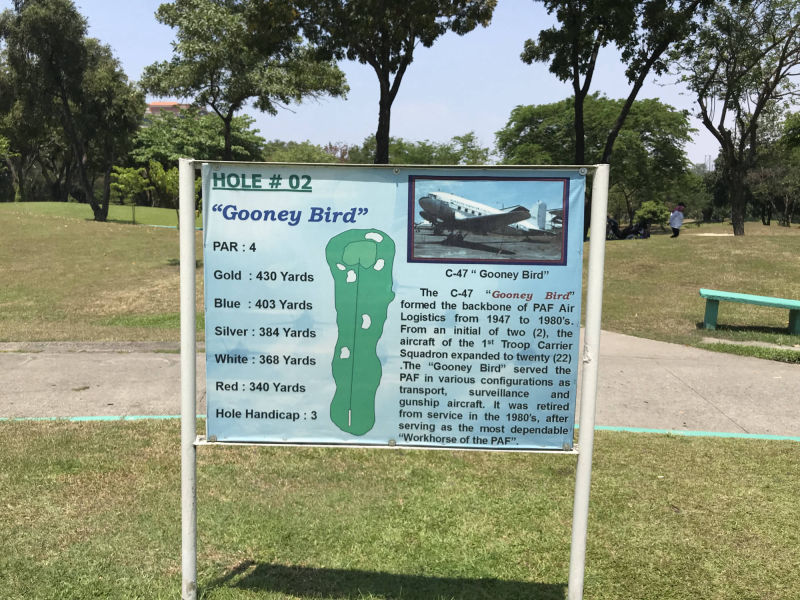 HOLE # 02
“Gooney Bird”
PAR : 4
Gold : 430 Yards
Blue : 403 Yards
Silver : 384 Yards
White : 368 Yards
Red : 340 Yards
Hole Handicap : 3
C-47 “ Gooney Bird”
The C-47 “Gooney Bird”
formed the backbone of PAF Air
Logistics from 1947 to 1980’s.
From an initial of two (2), the
aircraft of the 1st Troop Carrier
Squadron expanded to twenty (22)
.The “Gooney Bird” served the
PAF in various configurations as
transport, surveillance and
gunship aircraft. It was retired
from service in the 1980’s, after
serving as the most dependable
“Workhorse of the PAF”.